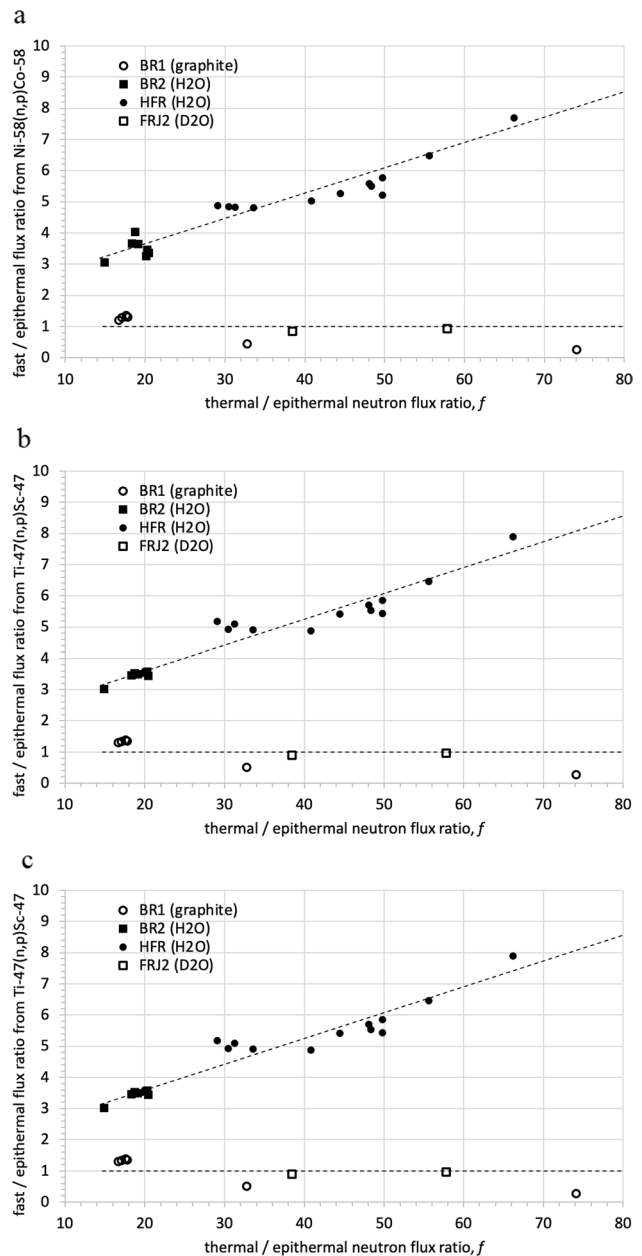 a
fast / epithermal flux ratio from Ni-58(n,p)Co-58
10
9
8
7
6
5
4
3
2
1
0
BR1 (graphite)
BR2 (H2O)
HFR (H2O)
FRJ2 (D2O)
10 20 30 40 50 60 70 80
thermal / epithermal neutron flux ratio, f
b
fast / epithermal flux ratio from Ti-47(n,p)Sc-47
10
9
8
7
6
5
4
3
2
1
0
BR1 (graphite)
BR2 (H2O)
HFR (H2O)
FRJ2 (D2O)
10 20 30 40 50 60 70 80
thermal / epithermal neutron flux ratio, f
c
fast / epithermal flux ratio from Ti-47(n,p)Sc-47
10
9
8
7
6
5
4
3
2
1
0
BR1 (graphite)
BR2 (H2O)
HFR (H2O)
FRJ2 (D2O)
10 20 30 40 50 60 70 80
thermal / epithermal neutron flux ratio, f